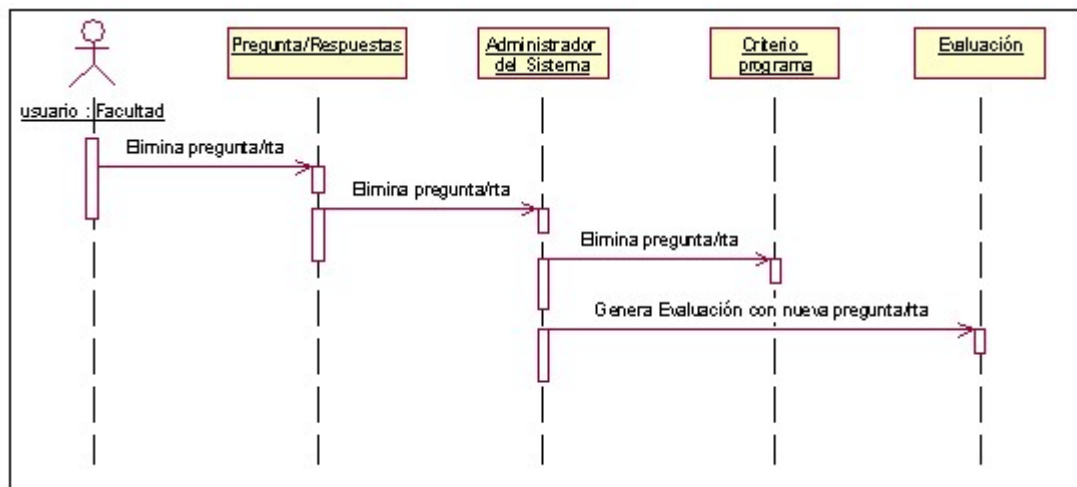 Pregunta/Respuestas
Administrador
del Sistema
Criterio
programa
Evaluación
usuario : Facultad
Elimina pregunta/rta
Elimina pregunta/rta
Elimina pregunta/rta
Genera Evaluación con nueva pregunta/rta